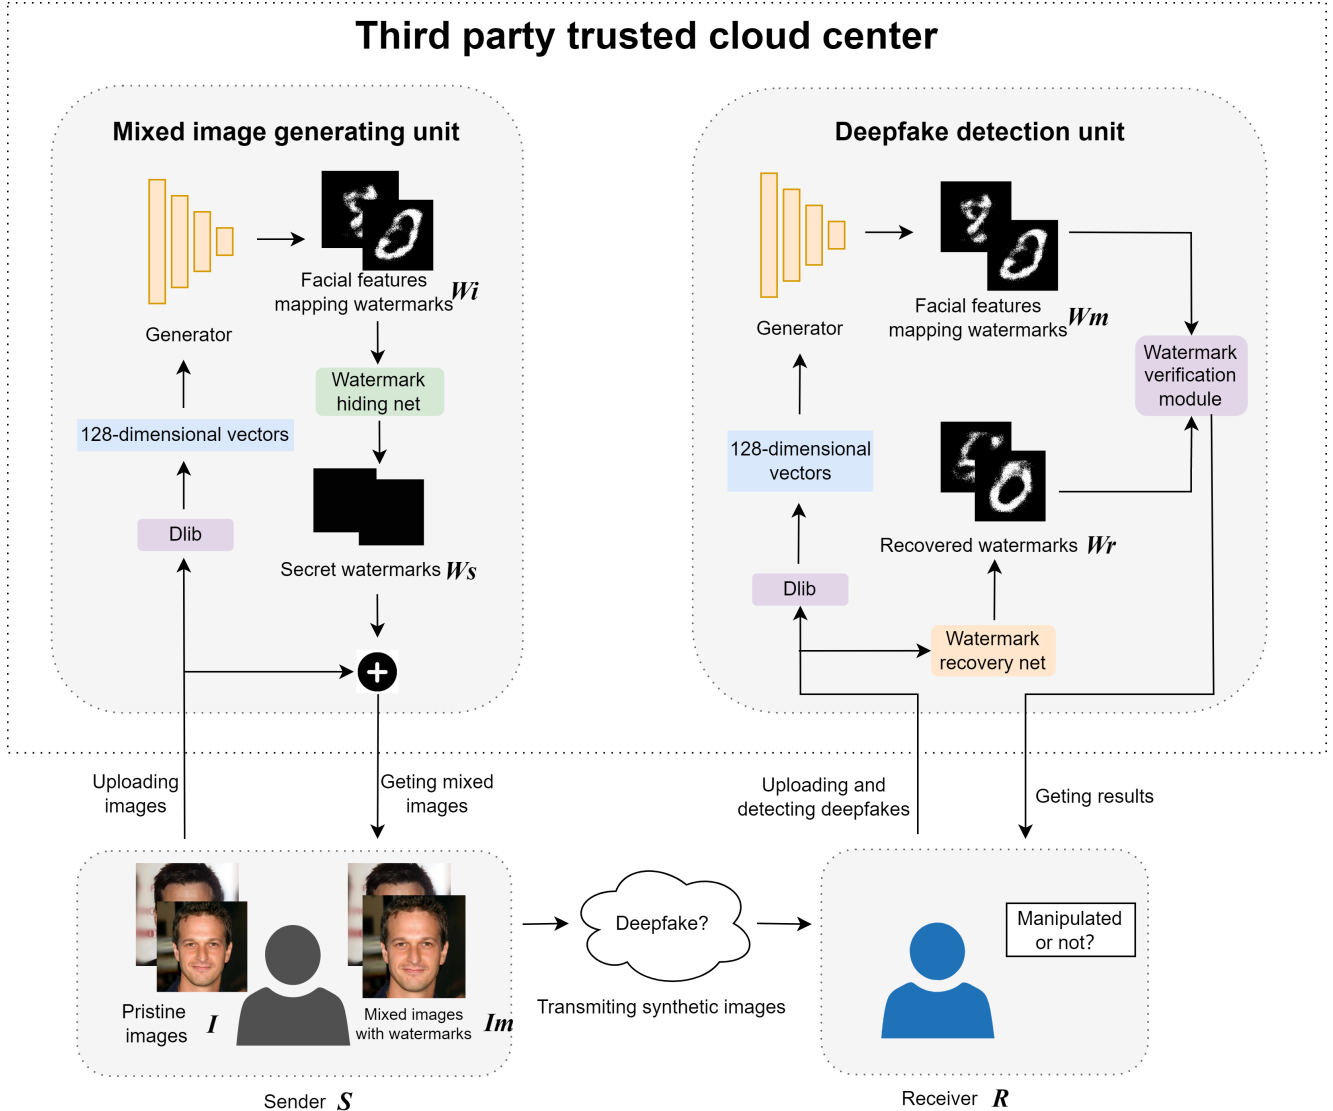 Third party trusted cloud center
Mixed image generating unit
Generator
Facial features
mapping watermarks Wi
128-dimensional vectors
Watermark
hiding net
Dlib
Secret watermarks Ws
Deepfake detection unit
Generator
Facial features
mapping watermarks Wm
Watermark
verification
module
128-dimensional
vectors
Recovered watermarks Wr
Dlib
Watermark
recovery net
Uploading
images
Geting mixed
images
Uploading and
detecting deepfakes
Geting results
Pristine
images I
Mixed images
with watermarks Im
Sender S
Deepfake?
Transmiting synthetic images
Manipulated
or not?
Receiver R